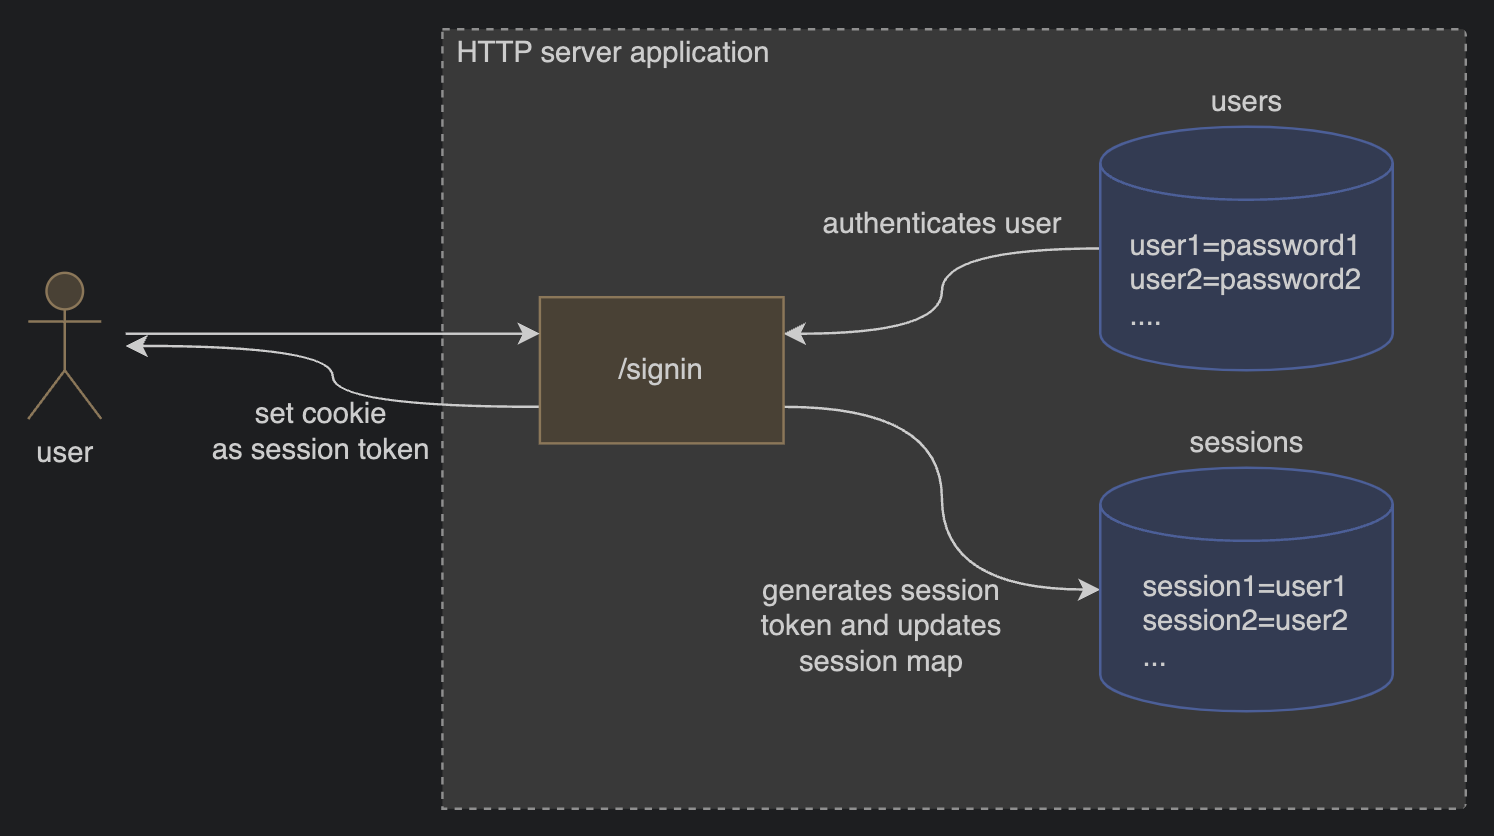 HTTP server application
users
authenticates user
user1=password1
user2=password2
....
/signin
set cookie
as session token
user
sessions
generates session
token and updates
session map
session1=user1
session2=user2
...